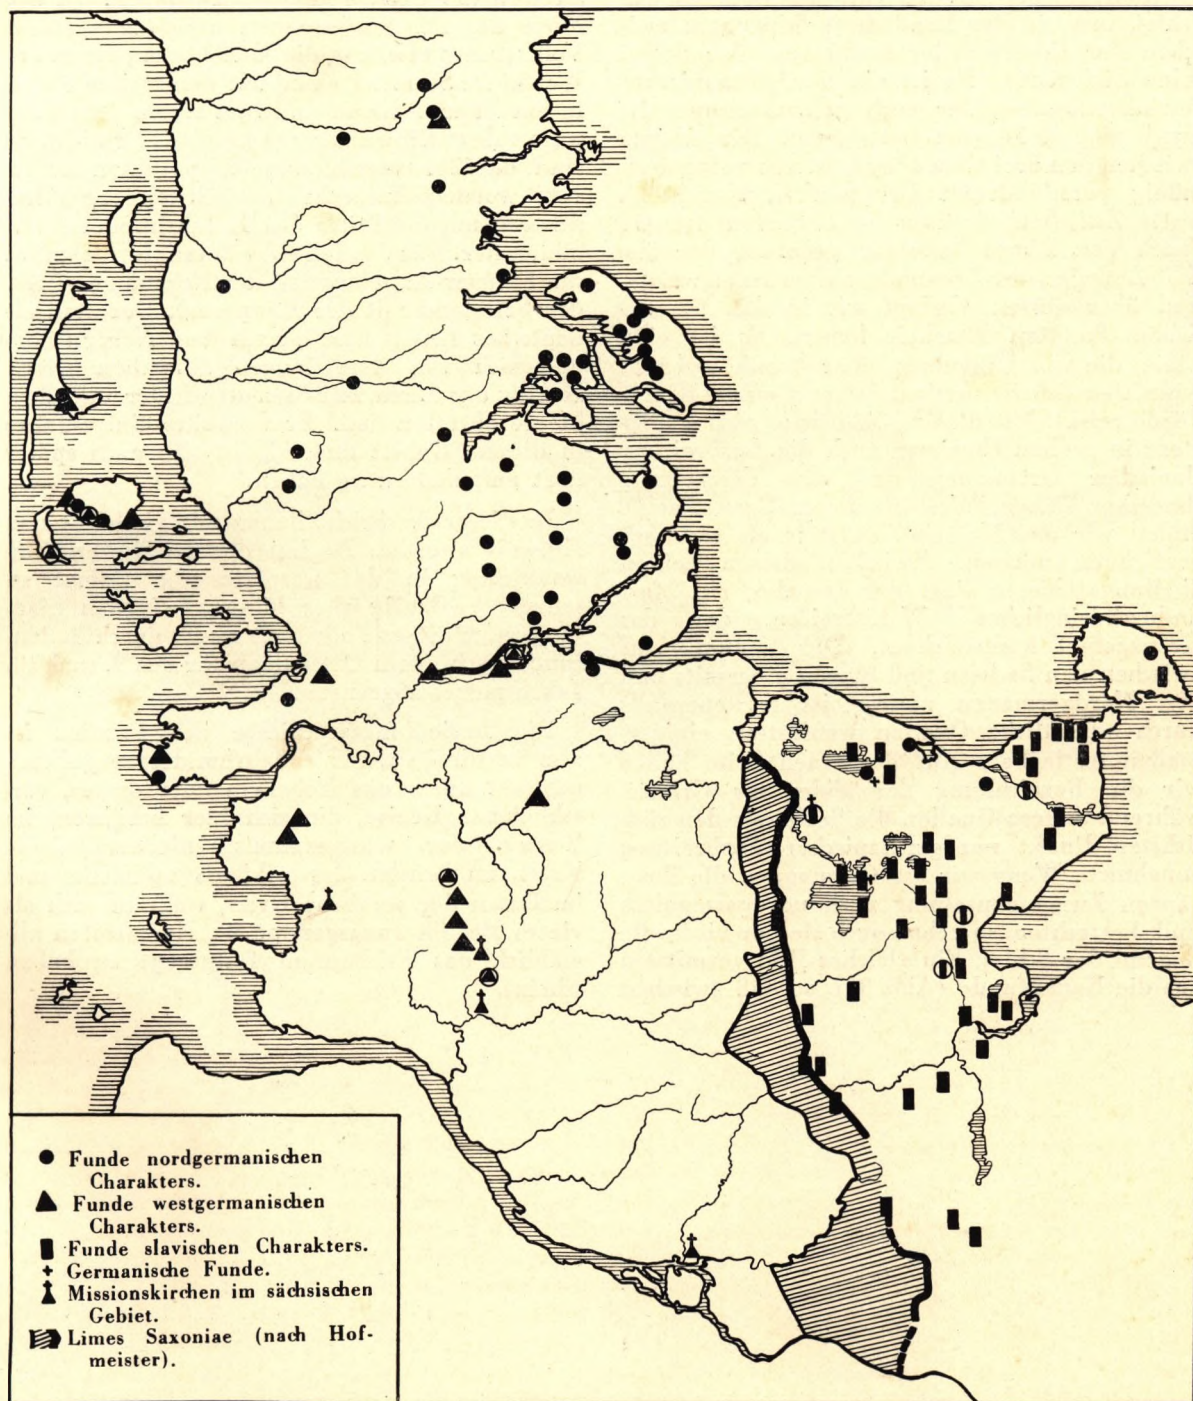 Funde nordgermanischen
Charakters.
Funde westgermanischen
Charakters.
Funde slavischen Charakters.
Germanische Funde.
Missionskirchen im sächsischen
Gebiet.
Limes Saxoniae (nach Hof-
meister).